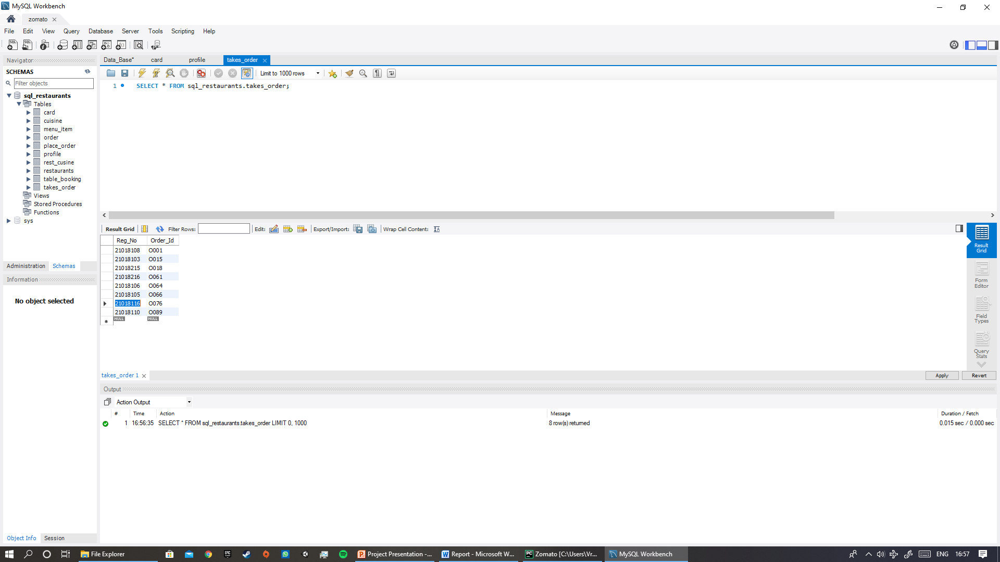 MySQL Workbench
zomato
File Edit View Query Database Server Tools Scripting Help
Navigator
SCHEMAS
Filter objects
sql_restaurants
Tables
card
cuisine
menu_item
order
place_order
profile
rest_cusine
restaurants
table_booking
takes_order
Views
Stored Procedures
Functions
sys
Administration Schemas
Information
No object selected
Object Info Session
Data_Base* card profile takes_order
Limit to 1000 rows
1 SELECT * FROM sql_restaurants.takes_order;
Result Grid Filter Rows: Edit: Export/Import: Wrap Cell Content:
Reg_No Order_Id
21018108 O001
21018103 O015
21018215 O018
21018216 O061
21018106 O064
21018105 O066
21018116 O076
21018110 O089
NULL NULL
Result Grid
Form Editor
Field Types
Query Stats
takes_order 1
Apply Revert
Output
Action Output
# Time Action Message Duration / Fetch
1 16:56:35 SELECT * FROM sql_restaurants.takes_order LIMIT 0, 1000 8 row(s) returned 0.015 sec / 0.000 sec
File Explorer
EPIC
Project Presentation -...
Report - Microsoft W...
PC Zomato [C:\Users\Vr...
MySQL Workbench
ENG 16:57